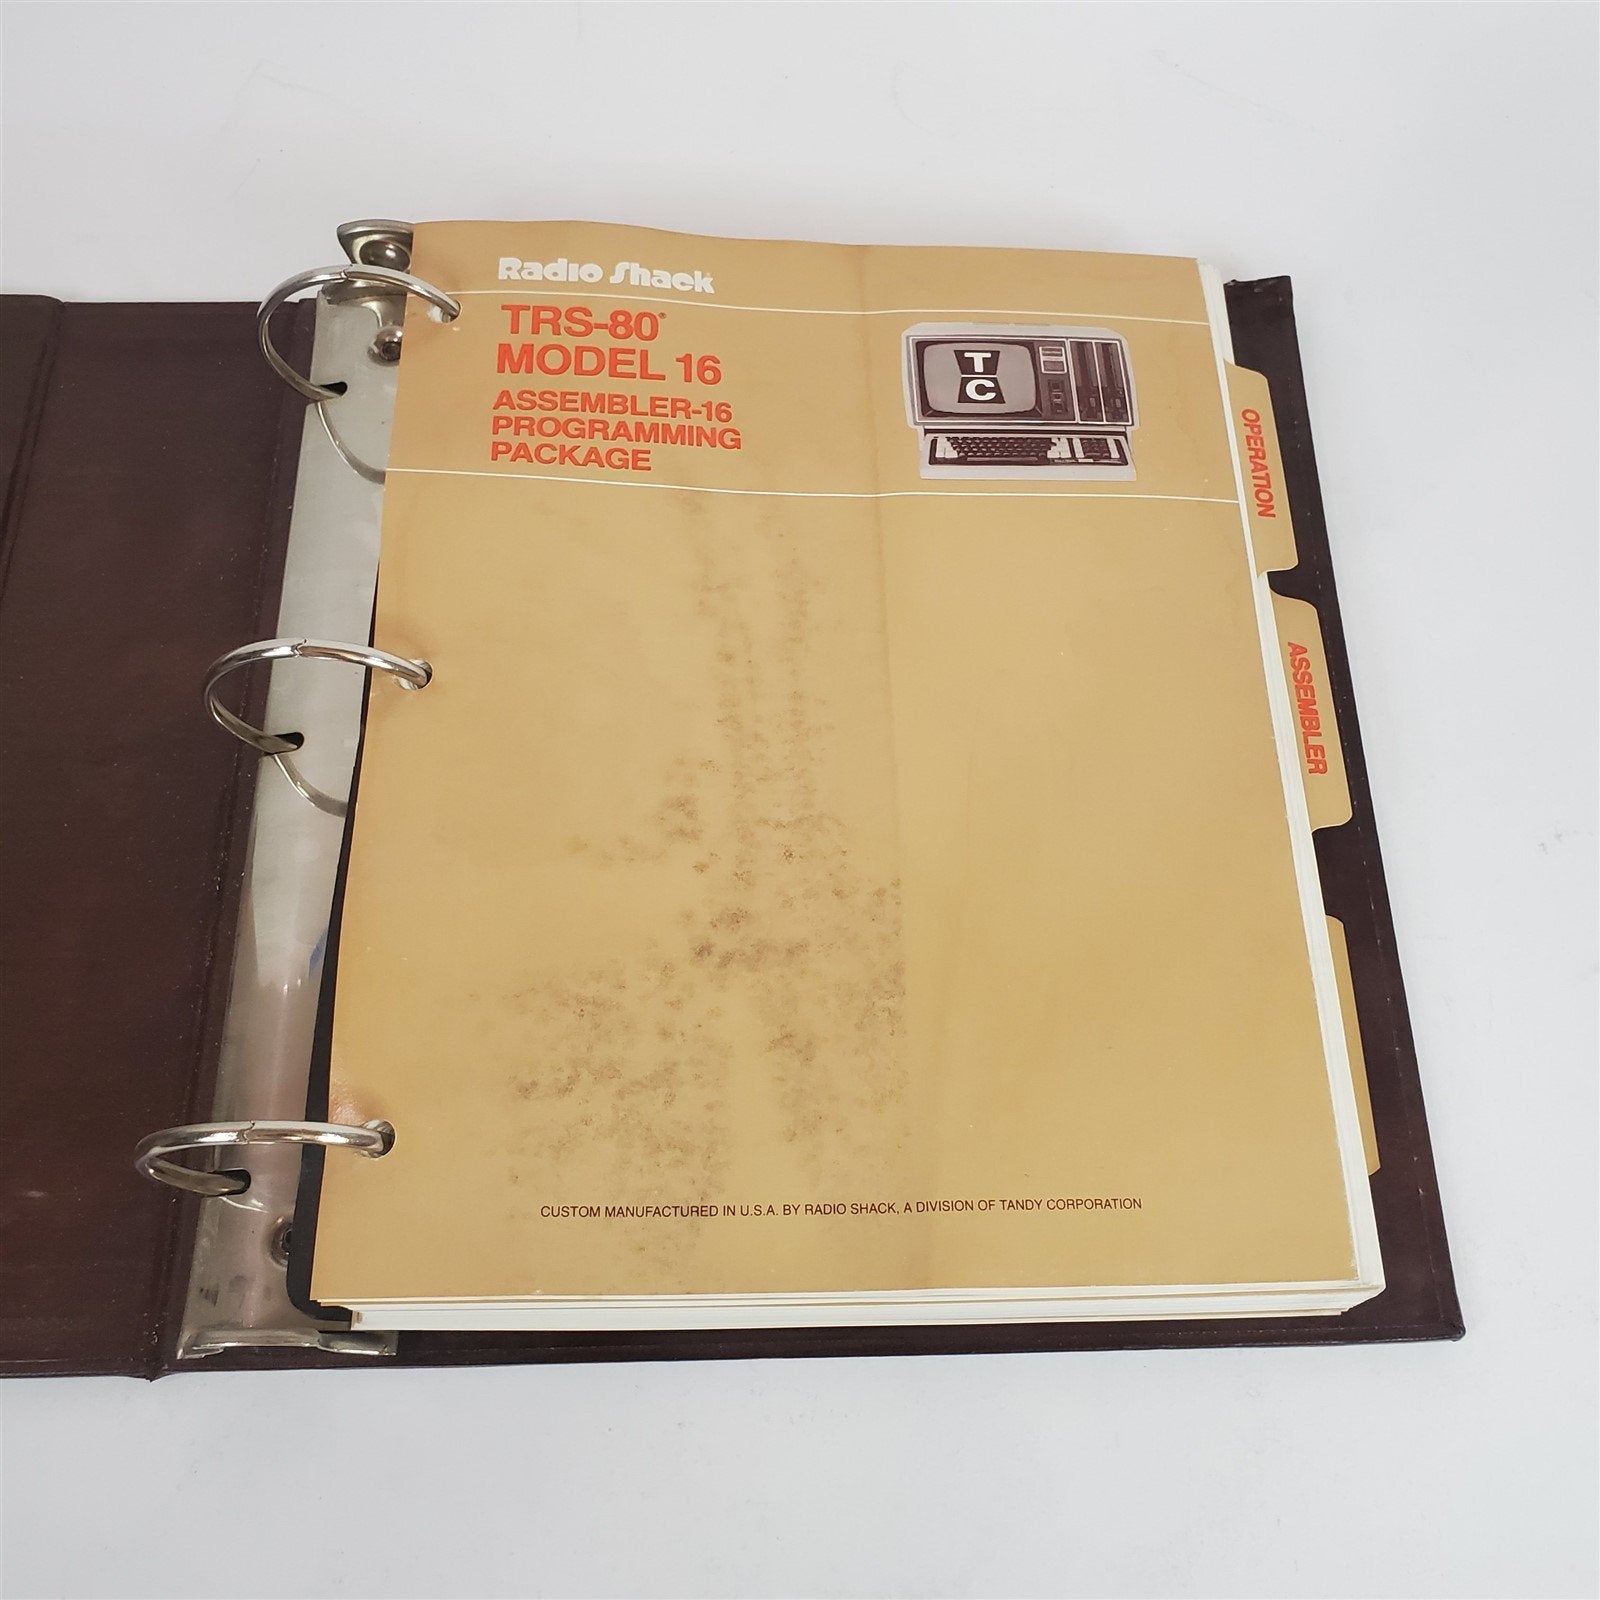 Radio Shack
TRS-80®
MODEL 16
ASSEMBLER-16
PROGRAMMING
PACKAGE
T
C
OPERATION
ASSEMBLER
CUSTOM MANUFACTURED IN U.S.A. BY RADIO SHACK, A DIVISION OF TANDY CORPORATION